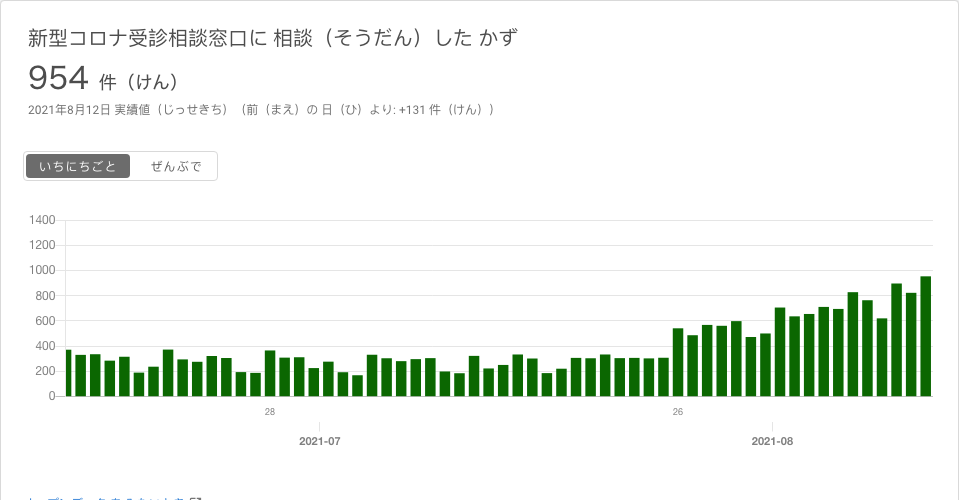 新型コロナ受診相談窓口に 相談（そうだん）した かず
954 件（けん）
2021年8月12日 実績値（じっせきち）（前（まえ）の 日（ひ）より: +131 件（けん））
いちにちごと ぜんぶで
1400
1200
1000
800
600
400
200
0
28 26
2021-07 2021-08